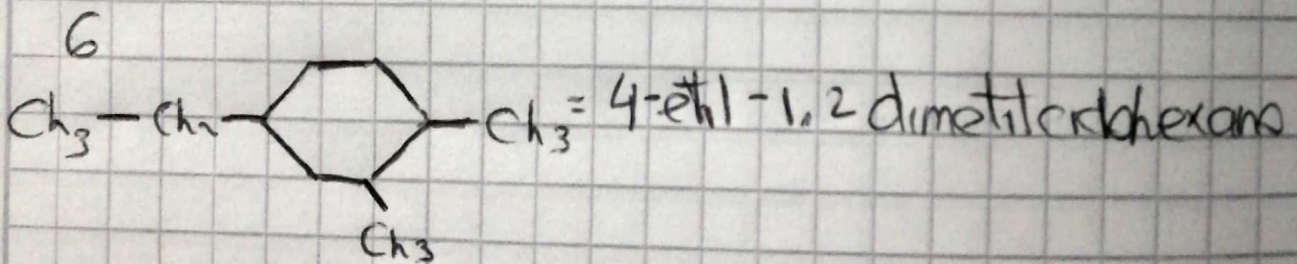 6
Ch₃ - Ch₂ - - Ch₃ = 4-etil-1,2 dimetilciclohexano
Ch₃